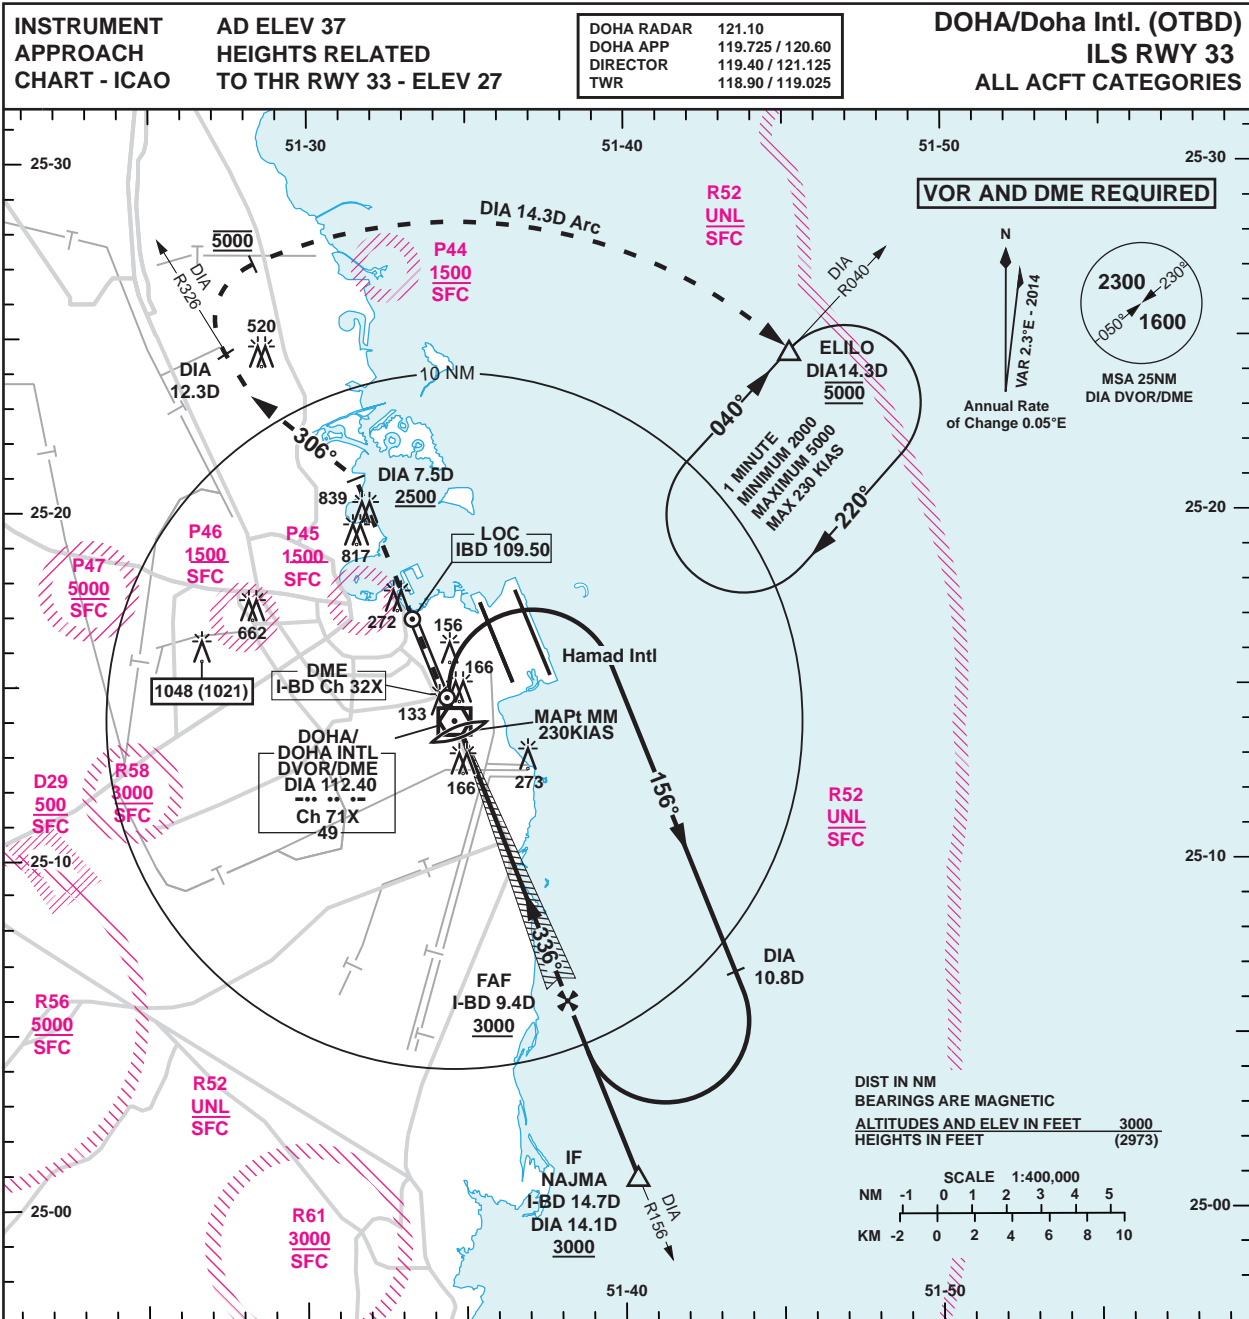 INSTRUMENT
APPROACH
CHART - ICAO
AD ELEV 37
HEIGHTS RELATED
TO THR RWY 33 - ELEV 27
DOHA RADAR 121.10
DOHA APP 119.725 / 120.60
DIRECTOR 119.40 / 121.125
TWR 118.90 / 119.025
DOHA/Doha Intl. (OTBD)
ILS RWY 33
ALL ACFT CATEGORIES
51-30
51-40
51-50
25-30
25-30
VOR AND DME REQUIRED
R52
UNL
SFC
DIA 14.3D Arc
5000
P44
1500
SFC
DIA
R326
DIA
R040
N
VAR 2.3°E - 2014
Annual Rate
of Change 0.05°E
2300
230°
050°
1600
MSA 25NM
DIA DVOR/DME
520
DIA
12.3D
ELILO
DIA14.3D
5000
10 NM
040°
1 MINUTE
MINIMUM 2000
MAXIMUM 5000
MAX 230 KIAS
220°
306°
DIA 7.5D
2500
839
817
25-20
25-20
P46
1500
SFC
P45
1500
SFC
P47
5000
SFC
LOC
IBD 109.50
272
662
156
Hamad Intl
166
DME
I-BD Ch 32X
1048 (1021)
133
MAPt MM
230KIAS
DOHA/
DOHA INTL
DVOR/DME
DIA 112.40
Ch 71X
49
166
273
156°
R58
3000
SFC
D29
500
SFC
R52
UNL
SFC
25-10
25-10
336°
DIA
10.8D
FAF
I-BD 9.4D
3000
R56
5000
SFC
R52
UNL
SFC
DIST IN NM
BEARINGS ARE MAGNETIC
ALTITUDES AND ELEV IN FEET 3000
HEIGHTS IN FEET (2973)
IF
NAJMA
I-BD 14.7D
DIA 14.1D
3000
DIA
R156
SCALE 1:400,000
NM -1 0 1 2 3 4 5
KM -2 0 2 4 6 8 10
25-00
25-00
R61
3000
SFC
51-40
51-50